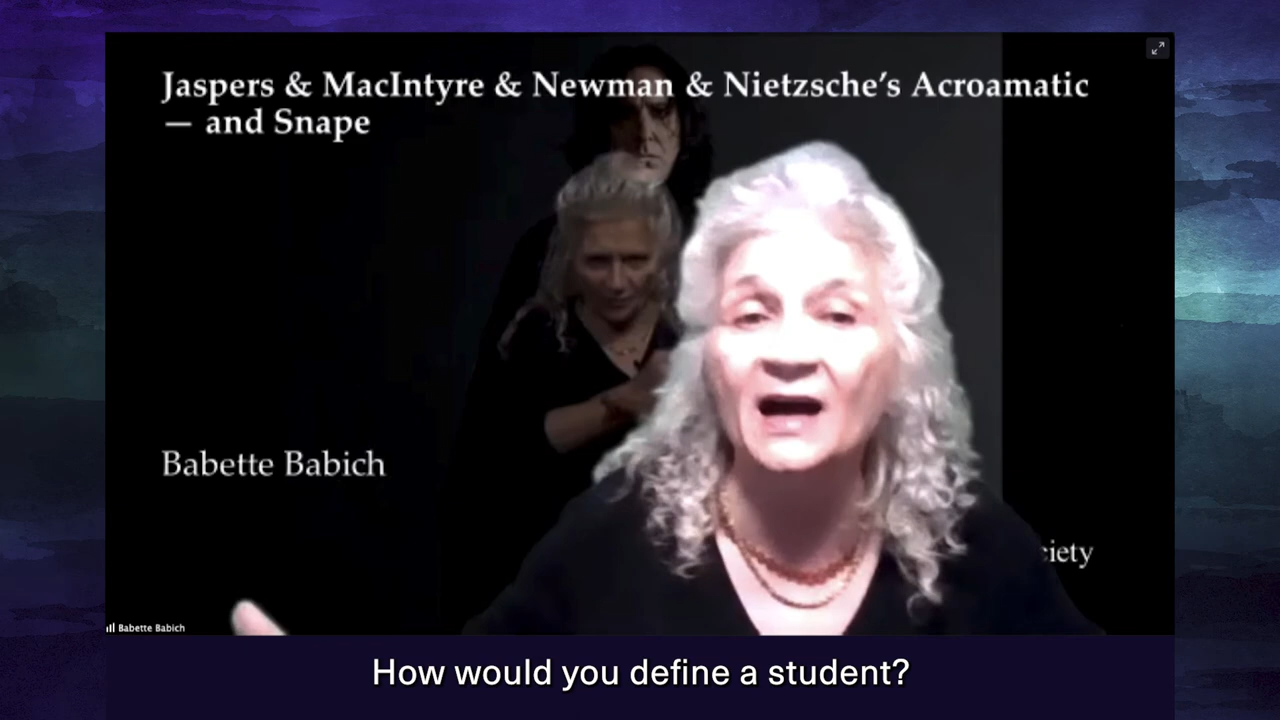 Jaspers & MacIntyre & Newman & Nietzsche’s Acroamatic
— and Snape
Babette Babich
ciety
Babette Babich
How would you define a student?